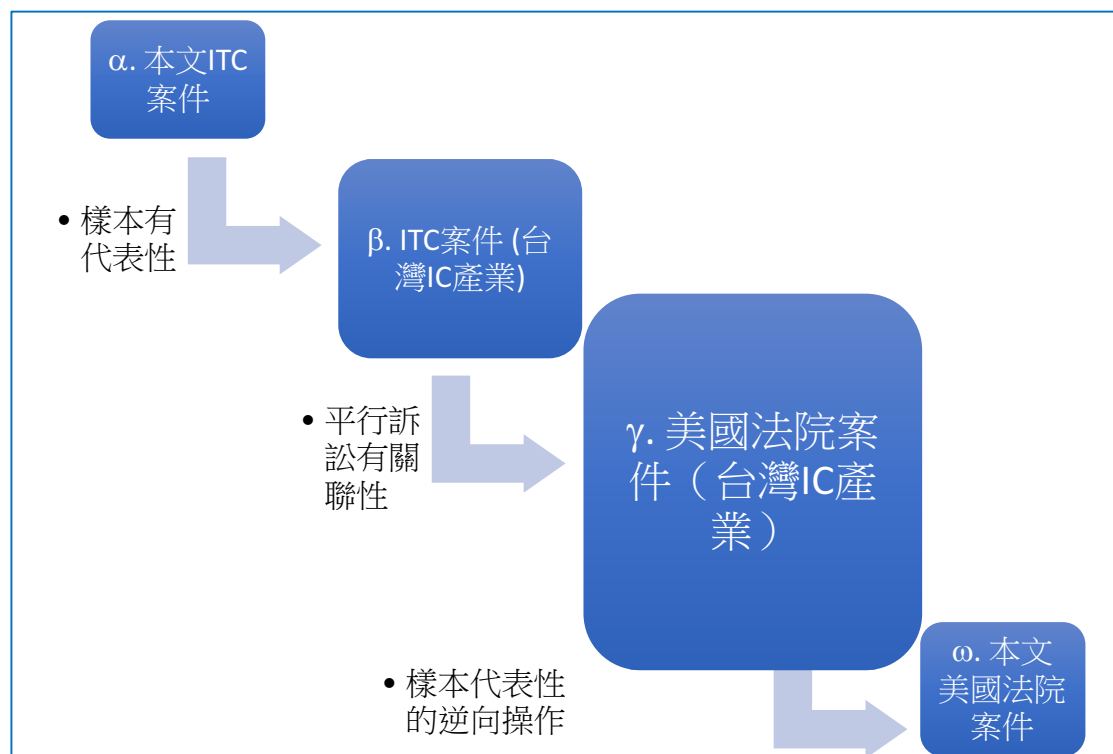 α. 本文ITC
案件
• 樣本有
代表性
β. ITC案件 (台
灣IC產業)
• 平行訴
訟有關
聯性
γ. 美國法院案
件（台灣IC產
業）
• 樣本代表性
的逆向操作
ω. 本文
美國法院
案件